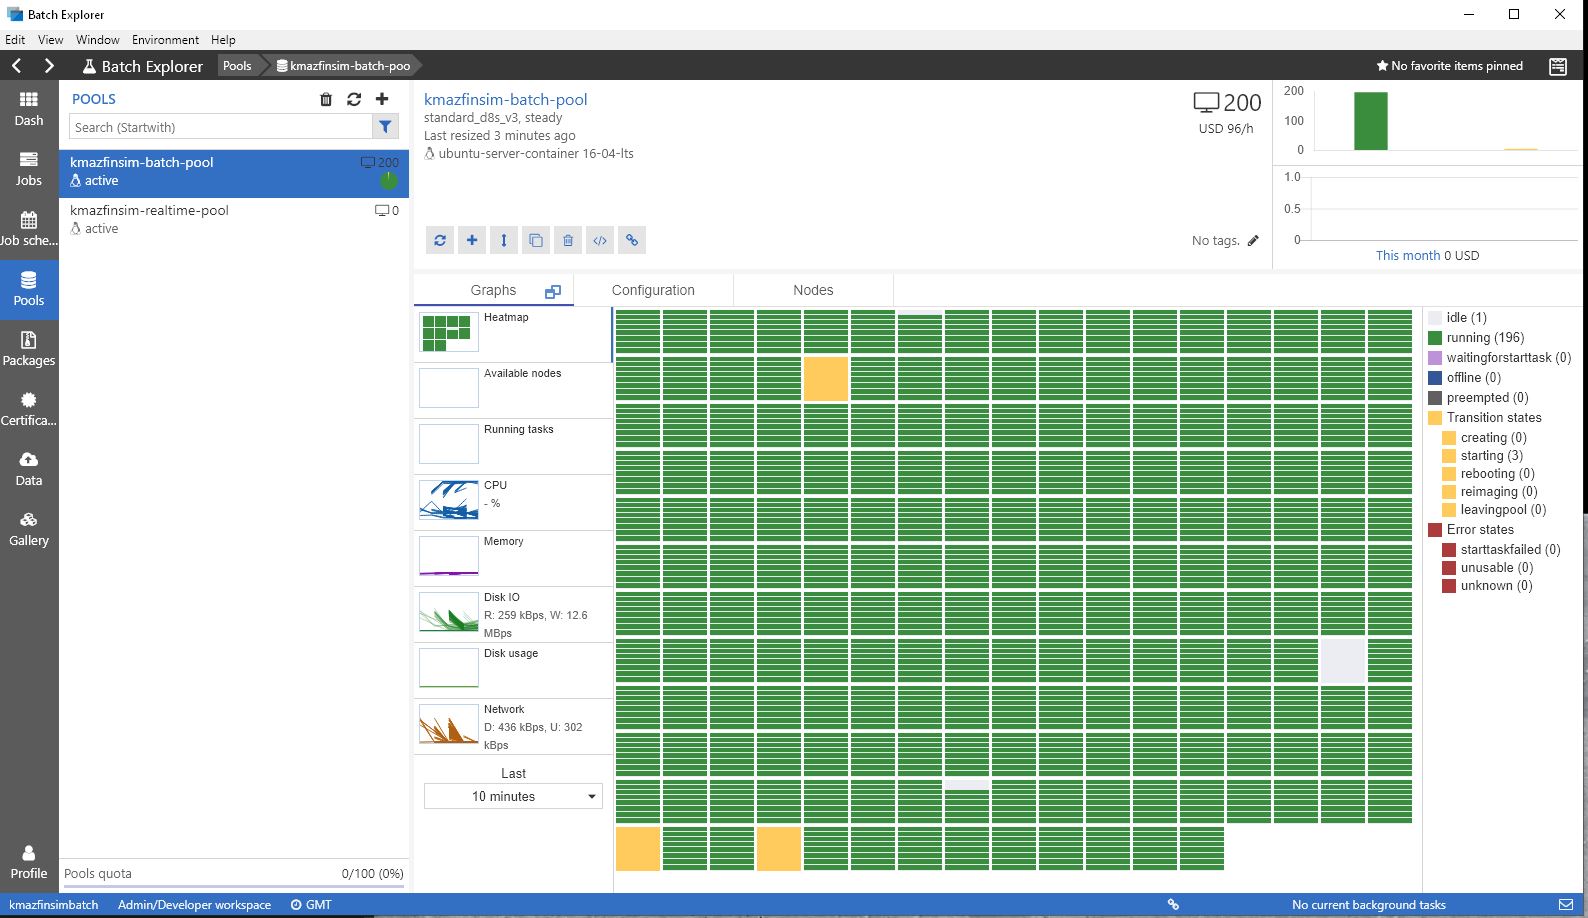 Batch Explorer
Edit View Window Environment Help
Batch Explorer Pools kmazfinsim-batch-poo No favorite items pinned
Dash
Jobs
Job sche...
Pools
Packages
Certifica...
Data
Gallery
Profile
POOLS
Search (Startwith)
kmazfinsim-batch-pool 200
active
kmazfinsim-realtime-pool 0
active
Pools quota 0/100 (0%)
kmazfinsim-batch-pool
standard_d8s_v3, steady
Last resized 3 minutes ago
ubuntu-server-container 16-04-lts
200
USD 96/h
No tags.
200
100
0
1.0
0.5
0
This month 0 USD
Graphs Configuration Nodes
Heatmap
Available nodes
Running tasks
CPU
- %
Memory
Disk IO
R: 259 kBps, W: 12.6
MBps
Disk usage
Network
D: 436 kBps, U: 302
kBps
Last
10 minutes
idle (1)
running (196)
waitingforstarttask (0)
offline (0)
preempted (0)
Transition states
creating (0)
starting (3)
rebooting (0)
reimaging (0)
leavingpool (0)
Error states
starttaskfailed (0)
unusable (0)
unknown (0)
kmazfinsimbatch Admin/Developer workspace GMT No current background tasks